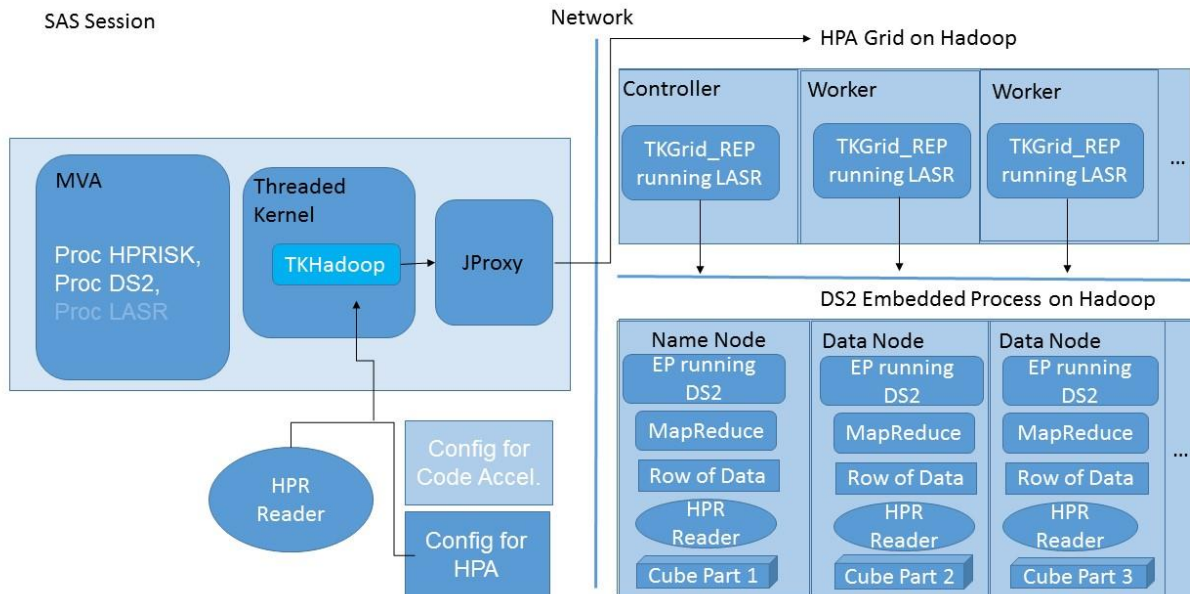 SAS Session
Network
HPA Grid on Hadoop
Controller
Worker
Worker
TKGrid_REP
running LASR
TKGrid_REP
running LASR
TKGrid_REP
running LASR
...
MVA
Proc HPRISK,
Proc DS2,
Proc LASR
Threaded
Kernel
TKHadoop
JProxy
DS2 Embedded Process on Hadoop
Name Node
EP running
DS2
MapReduce
Row of Data
HPR
Reader
Cube Part 1
Data Node
EP running
DS2
MapReduce
Row of Data
HPR
Reader
Cube Part 2
Data Node
EP running
DS2
MapReduce
Row of Data
HPR
Reader
Cube Part 3
...
HPR
Reader
Config for
Code Accel.
Config for
HPA